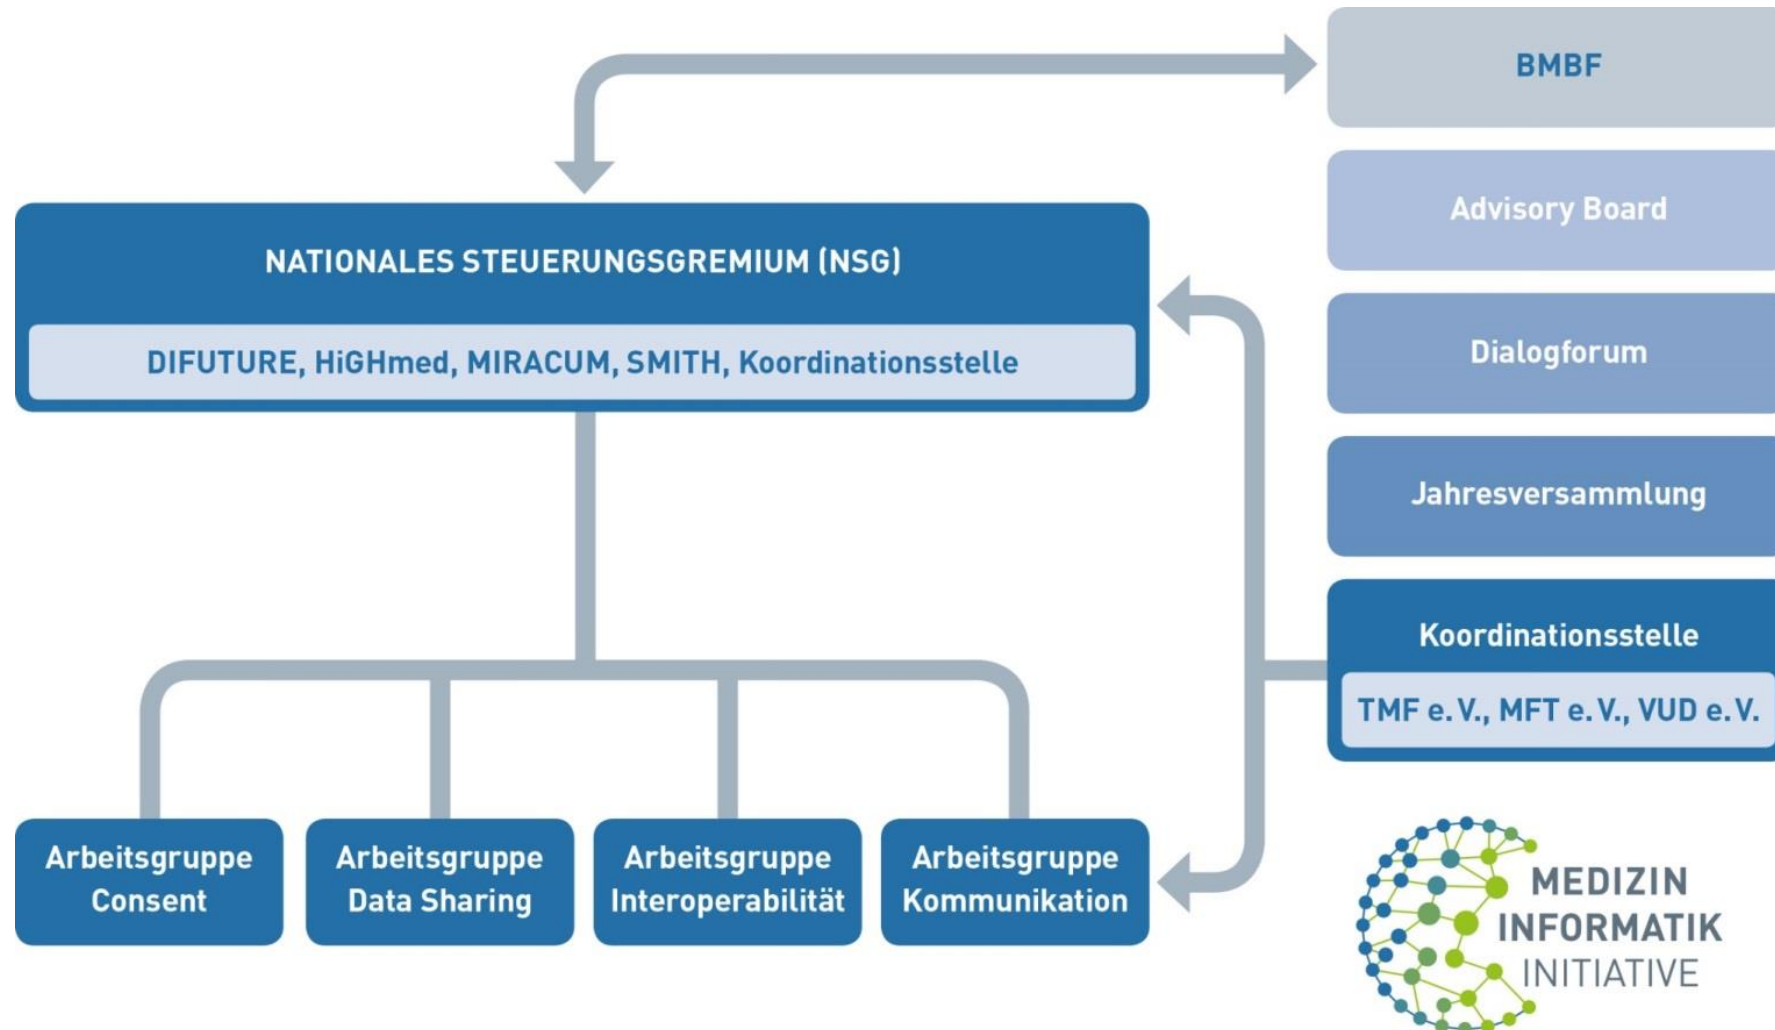 BMBF
Advisory Board
NATIONALES STEUERUNGSGREMIUM (NSG)
DIFUTURE, HiGHmed, MIRACUM, SMITH, Koordinationsstelle
Dialogforum
Jahresversammlung
Koordinationsstelle
TMF e. V., MFT e. V., VUD e. V.
Arbeitsgruppe
Consent
Arbeitsgruppe
Data Sharing
Arbeitsgruppe
Interoperabilität
Arbeitsgruppe
Kommunikation
MEDIZIN
INFORMATIK
INITIATIVE